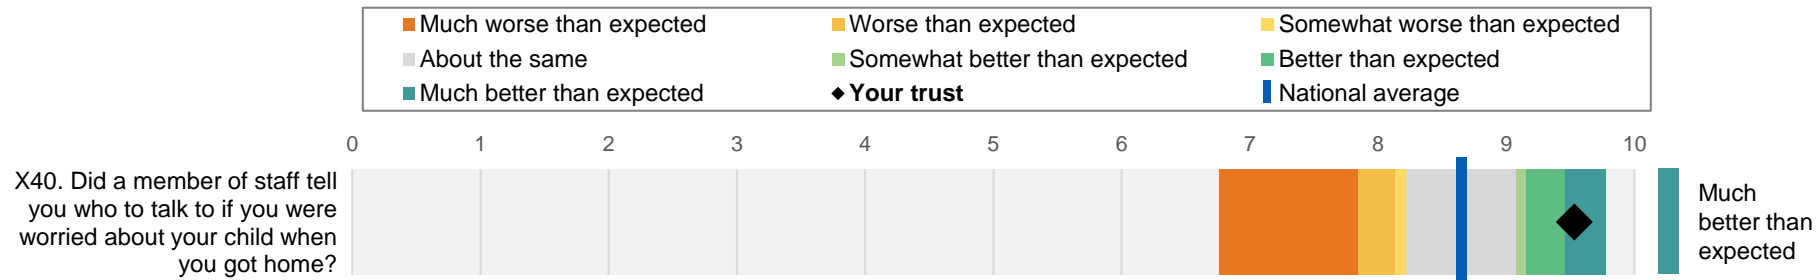 Much worse than expected Worse than expected Somewhat worse than expected
About the same Somewhat better than expected Better than expected
Much better than expected Your trust National average
0 1 2 3 4 5 6 7 8 9 10
X40. Did a member of staff tell
you who to talk to if you were
worried about your child when
you got home?
Much
better than
expected